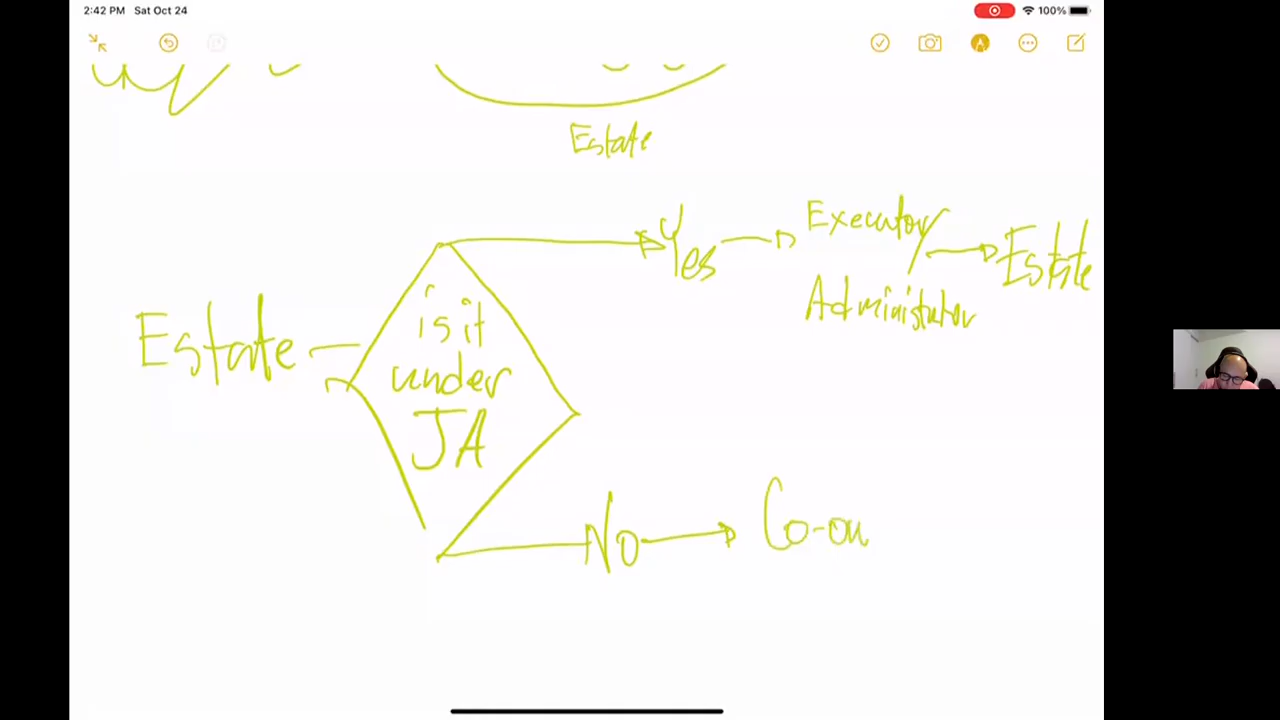 2:42 PM Sat Oct 24
100%
Estate
Estate
is it
under
JA
Yes
Executor/
Administrator
Estate
No
Co-ow